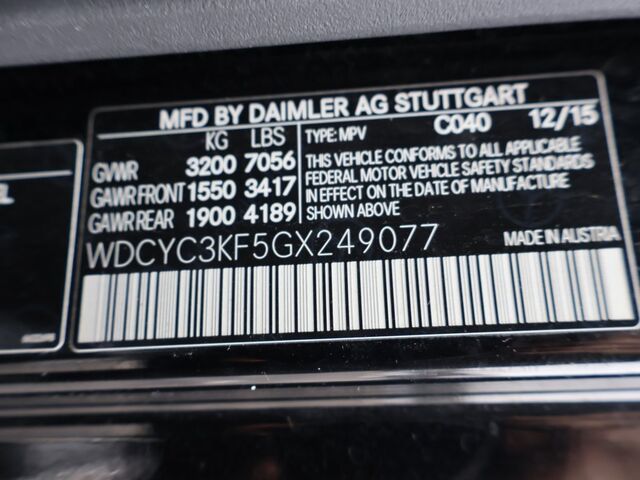 MFD BY DAIMLER AG STUTTGART
KG LBS TYPE: MPV C040 12/15
GVWR 3200 7056 THIS VEHICLE CONFORMS TO ALL APPLICABLE
GAWR FRONT 1550 3417 FEDERAL MOTOR VEHICLE SAFETY STANDARDS
GAWR REAR 1900 4189 IN EFFECT ON THE DATE OF MANUFACTURE
SHOWN ABOVE
WDCYC3KF5GX249077 MADE IN AUSTRIA